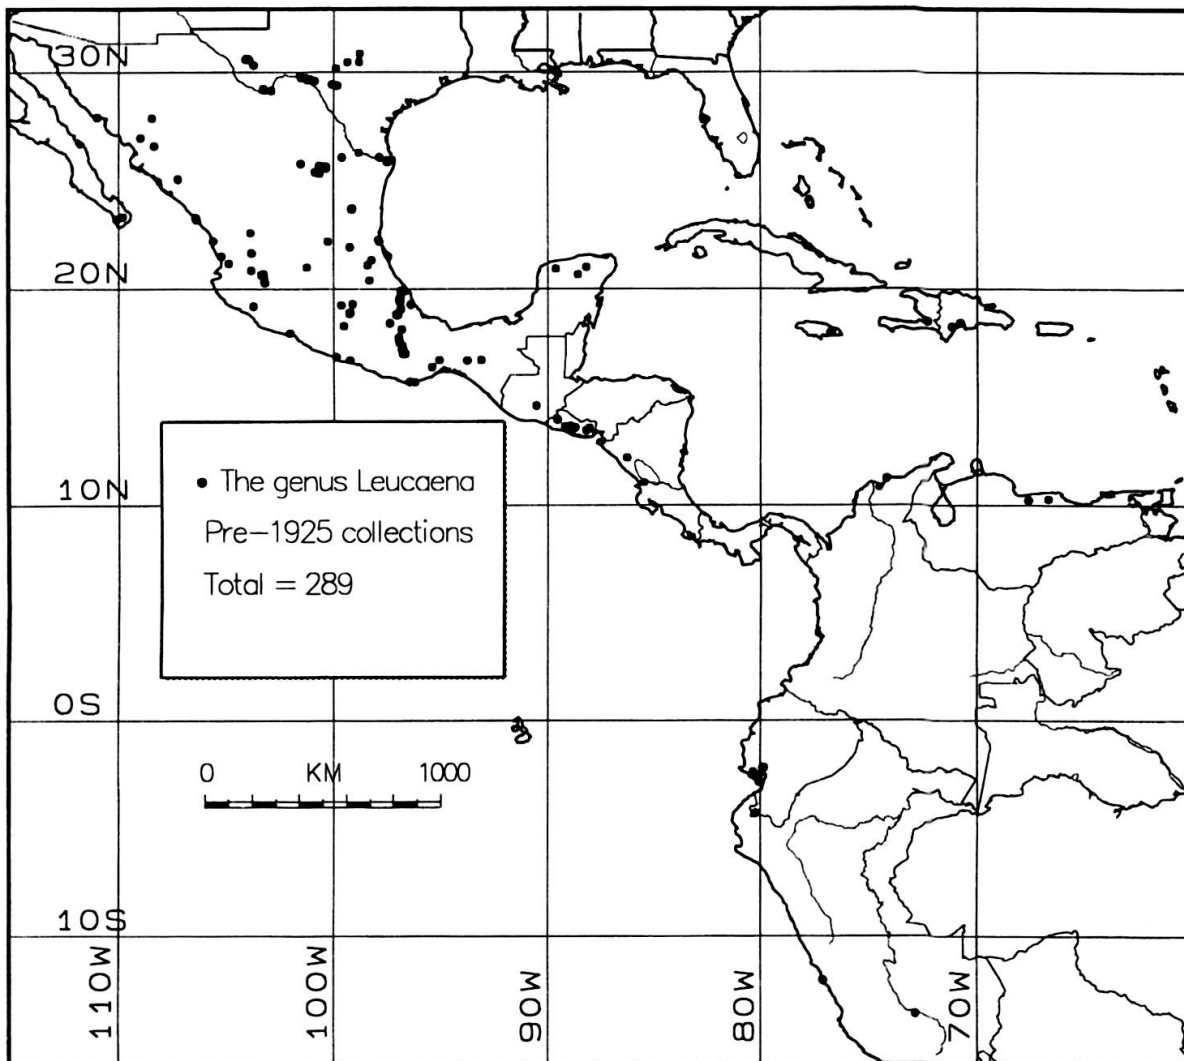 30N
20N
• The genus Leucaena
10N
Pre-1925 collections
Total = 289
0S
0 KM 1000
10S
110W
100W
90W
80W
70W